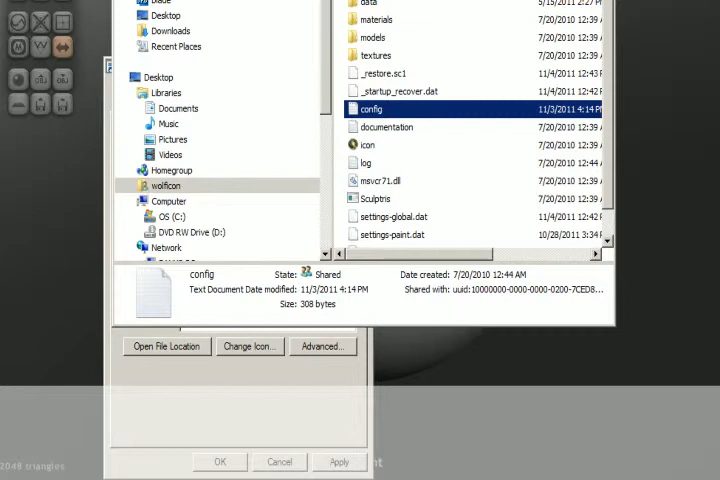 data 5/15/2011 2:27 P
Desktop
Downloads
Recent Places
materials 7/20/2010 12:39 A
models 7/20/2010 12:39 A
textures 7/20/2010 12:39 A
_restore.sc1 11/4/2011 12:43 P
_startup_recover.dat 11/4/2011 12:42 P
config 11/3/2011 4:14 PM
documentation 7/20/2010 12:39 A
icon 7/20/2010 12:39 A
log 7/20/2010 12:44 A
msvcr71.dll 7/20/2010 12:39 A
Sculptris 7/20/2010 12:39 A
settings-global.dat 11/4/2011 12:42 P
settings-paint.dat 10/28/2011 3:34 P
Desktop
Libraries
Documents
Music
Pictures
Videos
Homegroup
wolficon
Computer
OS (C:)
DVD RW Drive (D:)
Network
config State: Shared Date created: 7/20/2010 12:44 AM
Text Document Date modified: 11/3/2011 4:14 PM Shared with: uuid:10000000-0000-0000-0200-7CED8...
Size: 308 bytes
Open File Location Change Icon... Advanced...
OK Cancel Apply
2048 triangles